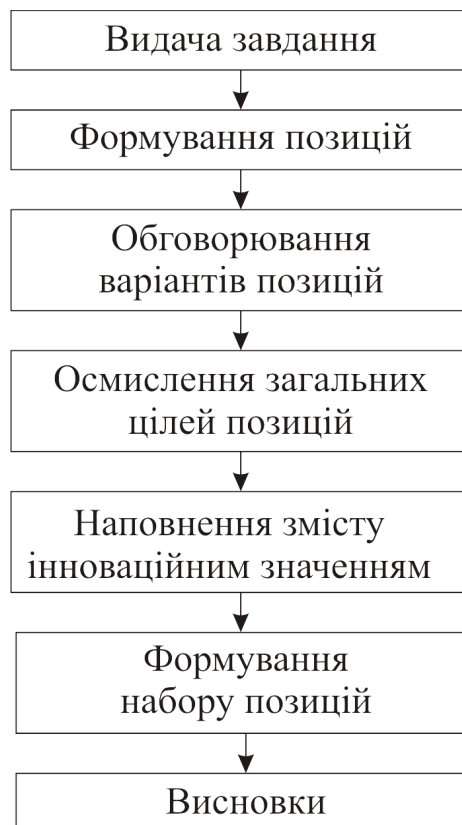 Видача завдання
Формування позицій
Обговорювання
варіантів позицій
Осмислення загальних
цілей позицій
Наповнення змісту
інноваційним значенням
Формування
набору позицій
Висновки